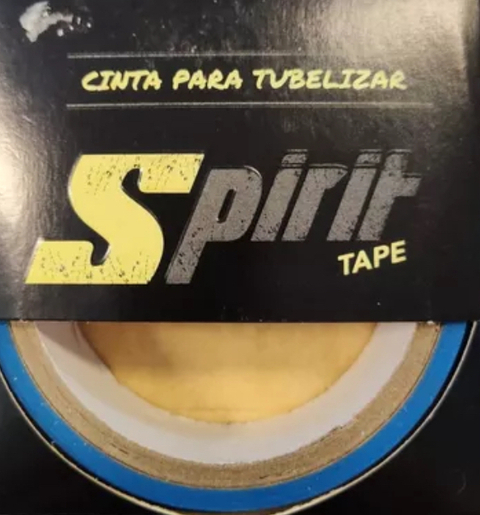 CINTA PARA TUBELIZAR
Spirit
TAPE